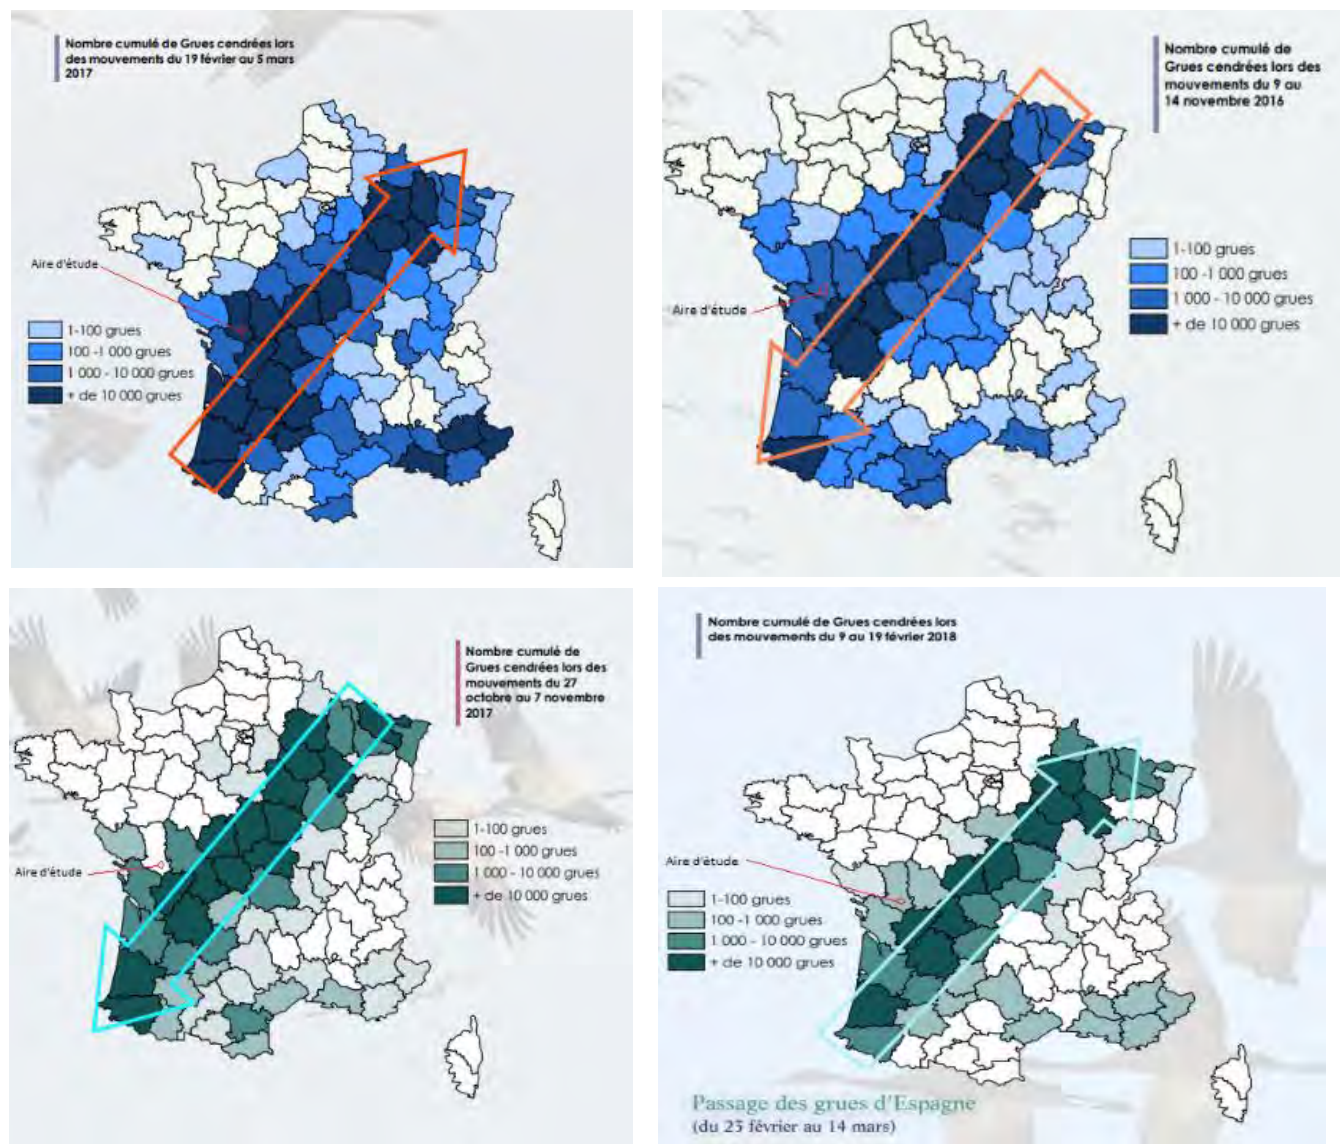 Nombre cumulé de Grues cendrées lors
des mouvements du 19 février au 5 mars
2017
Aire d'étude
1-100 grues
100 -1 000 grues
1 000 - 10 000 grues
+ de 10 000 grues
Nombre cumulé de
Grues cendrées lors des
mouvements du 9 au
14 novembre 2016
Aire d'étude
1-100 grues
100 -1 000 grues
1 000 - 10 000 grues
+ de 10 000 grues
Nombre cumulé de
Grues cendrées lors des
mouvements du 27
octobre au 7 novembre
2017
Aire d'étude
1-100 grues
100 -1 000 grues
1 000 - 10 000 grues
+ de 10 000 grues
Nombre cumulé de Grues cendrées lors
des mouvements du 9 au 19 février 2018
Aire d'étude
1-100 grues
100 -1 000 grues
1 000 - 10 000 grues
+ de 10 000 grues
Passage des grues d'Espagne
(du 23 février au 14 mars)